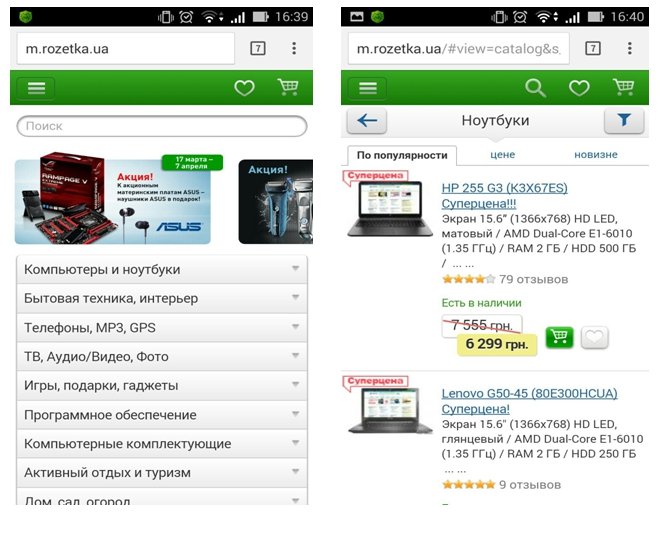 16:39
m.rozetka.ua
7
Поиск
17 марта –
7 апреля
RAMPAGE V
Акция!
К акционным
материнским платам ASUS –
наушники ASUS в подарок!
ASUS
Акция!
Компьютеры и ноутбуки
Бытовая техника, интерьер
Телефоны, MP3, GPS
ТВ, Аудио/Видео, Фото
Игры, подарки, гаджеты
Программное обеспечение
Компьютерные комплектующие
Активный отдых и туризм
Дом, сад, огород
16:40
m.rozetka.ua/#view=catalog&s
7
Ноутбуки
По популярности
цене
новизне
Суперцена
HP 255 G3 (K3X67ES)
Суперцена!!!
Экран 15.6" (1366x768) HD LED,
матовый / AMD Dual-Core E1-6010
(1.35 ГГц) / RAM 2 ГБ / HDD 500 ГБ
/ ... ...
79 отзывов
Есть в наличии
7 555 грн.
6 299 грн.
Суперцена
Lenovo G50-45 (80E300HCUA)
Суперцена!
Экран 15.6" (1366x768) HD LED,
глянцевый / AMD Dual-Core E1-6010
(1.35 ГГц) / RAM 2 ГБ / HDD 250 ГБ
... ...
9 отзывов